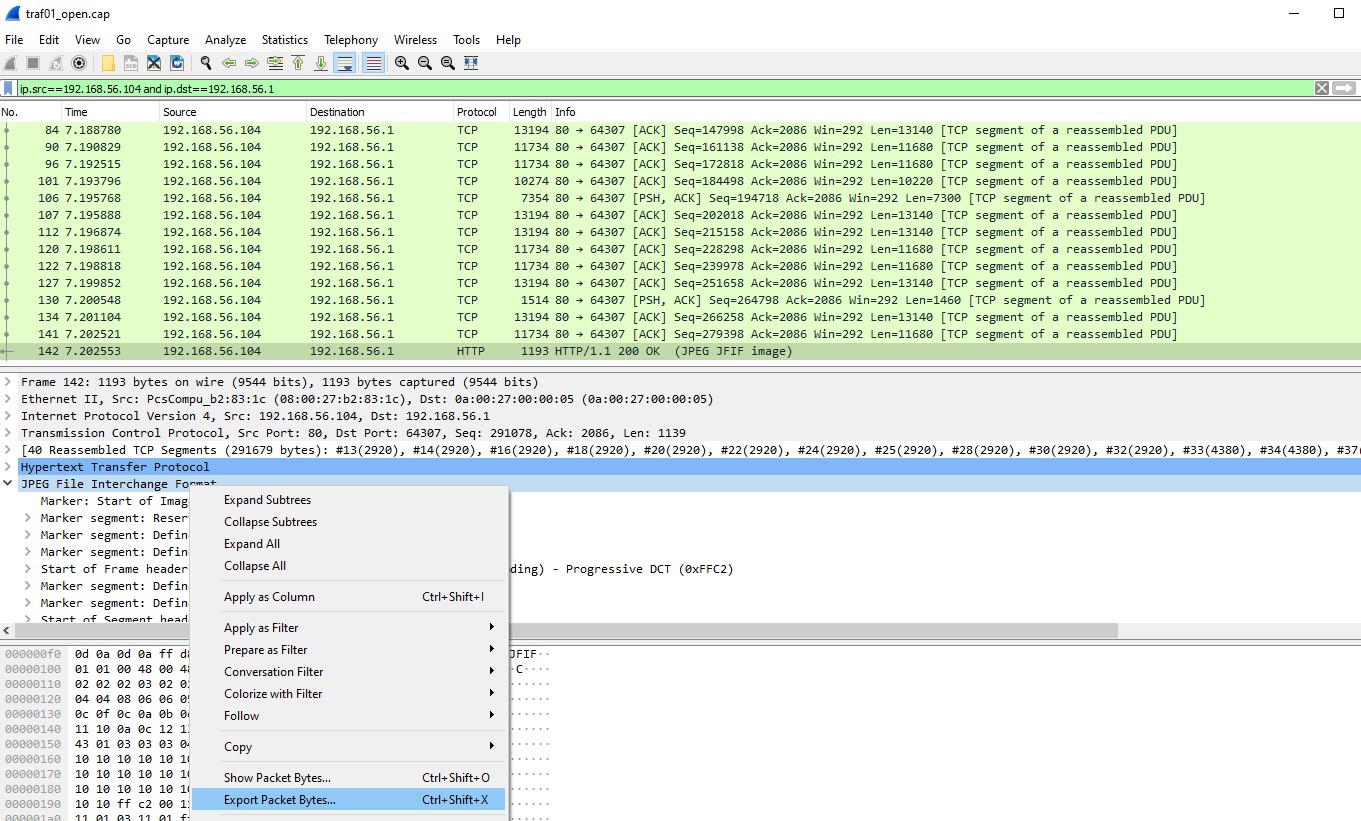 traf01_open.cap
File Edit View Go Capture Analyze Statistics Telephony Wireless Tools Help
ip.src==192.168.56.104 and ip.dst==192.168.56.1
No. Time Source Destination Protocol Length Info
84 7.188780 192.168.56.104 192.168.56.1 TCP 13194 80 → 64307 [ACK] Seq=147998 Ack=2086 Win=292 Len=13140 [TCP segment of a reassembled PDU]
90 7.190829 192.168.56.104 192.168.56.1 TCP 11734 80 → 64307 [ACK] Seq=161138 Ack=2086 Win=292 Len=11680 [TCP segment of a reassembled PDU]
96 7.192515 192.168.56.104 192.168.56.1 TCP 11734 80 → 64307 [ACK] Seq=172818 Ack=2086 Win=292 Len=11680 [TCP segment of a reassembled PDU]
101 7.193796 192.168.56.104 192.168.56.1 TCP 10274 80 → 64307 [ACK] Seq=184498 Ack=2086 Win=292 Len=10220 [TCP segment of a reassembled PDU]
106 7.195768 192.168.56.104 192.168.56.1 TCP 7354 80 → 64307 [PSH, ACK] Seq=194718 Ack=2086 Win=292 Len=7300 [TCP segment of a reassembled PDU]
107 7.195888 192.168.56.104 192.168.56.1 TCP 13194 80 → 64307 [ACK] Seq=202018 Ack=2086 Win=292 Len=13140 [TCP segment of a reassembled PDU]
112 7.196874 192.168.56.104 192.168.56.1 TCP 13194 80 → 64307 [ACK] Seq=215158 Ack=2086 Win=292 Len=13140 [TCP segment of a reassembled PDU]
120 7.198611 192.168.56.104 192.168.56.1 TCP 11734 80 → 64307 [ACK] Seq=228298 Ack=2086 Win=292 Len=11680 [TCP segment of a reassembled PDU]
122 7.198818 192.168.56.104 192.168.56.1 TCP 11734 80 → 64307 [ACK] Seq=239978 Ack=2086 Win=292 Len=11680 [TCP segment of a reassembled PDU]
127 7.199852 192.168.56.104 192.168.56.1 TCP 13194 80 → 64307 [ACK] Seq=251658 Ack=2086 Win=292 Len=13140 [TCP segment of a reassembled PDU]
130 7.200548 192.168.56.104 192.168.56.1 TCP 1514 80 → 64307 [PSH, ACK] Seq=264798 Ack=2086 Win=292 Len=1460 [TCP segment of a reassembled PDU]
134 7.201104 192.168.56.104 192.168.56.1 TCP 13194 80 → 64307 [ACK] Seq=266258 Ack=2086 Win=292 Len=13140 [TCP segment of a reassembled PDU]
141 7.202521 192.168.56.104 192.168.56.1 TCP 11734 80 → 64307 [ACK] Seq=279398 Ack=2086 Win=292 Len=11680 [TCP segment of a reassembled PDU]
142 7.202553 192.168.56.104 192.168.56.1 HTTP 1193 HTTP/1.1 200 OK (JPEG JFIF image)
Frame 142: 1193 bytes on wire (9544 bits), 1193 bytes captured (9544 bits)
Ethernet II, Src: PcsCompu_b2:83:1c (08:00:27:b2:83:1c), Dst: 0a:00:27:00:00:05 (0a:00:27:00:00:05)
Internet Protocol Version 4, Src: 192.168.56.104, Dst: 192.168.56.1
Transmission Control Protocol, Src Port: 80, Dst Port: 64307, Seq: 291078, Ack: 2086, Len: 1139
[40 Reassembled TCP Segments (291679 bytes): #13(2920), #14(2920), #16(2920), #18(2920), #20(2920), #22(2920), #24(2920), #25(2920), #28(2920), #30(2920), #32(2920), #33(4380), #34(4380), #37(
Hypertext Transfer Protocol
JPEG File Interchange Format
Marker: Start of Imag
Marker segment: Reser
Marker segment: Defin
Marker segment: Defin
Start of Frame header ding) - Progressive DCT (0xFFC2)
Marker segment: Defin
Marker segment: Defin
Start of Segment head
Expand Subtrees
Collapse Subtrees
Expand All
Collapse All
Apply as Column Ctrl+Shift+I
Apply as Filter
Prepare as Filter
Conversation Filter
Colorize with Filter
Follow
Copy
Show Packet Bytes... Ctrl+Shift+O
Export Packet Bytes... Ctrl+Shift+X
000000f0 0d 0a 0d 0a ff d8 JFIF··
00000100 01 01 00 48 00 48 ·C····
00000110 02 02 02 03 02 ······
00000120 04 04 08 06 06 ······
00000130 0c 0f 0c 0a 0b ······
00000140 11 10 0a 0c 12 ······
00000150 43 01 03 03 03 ······
00000160 10 10 10 10 10 ······
00000170 10 10 10 10 10 ······
00000180 10 10 10 10 10 ······
00000190 10 10 ff c2 00 ······
000001a0 11 01 03 11 01 ······